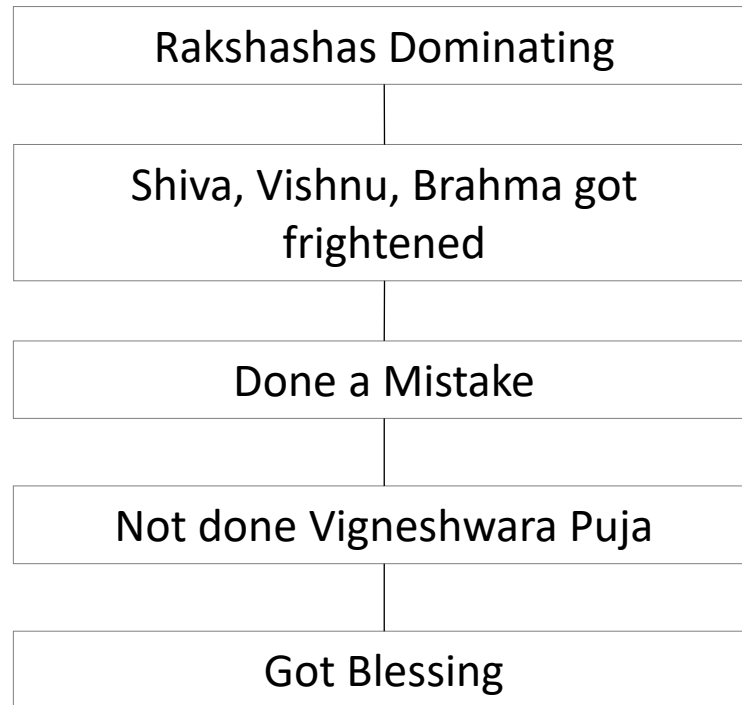 Rakshashas Dominating
Shiva, Vishnu, Brahma got
frightened
Done a Mistake
Not done Vigneshwara Puja
Got Blessing